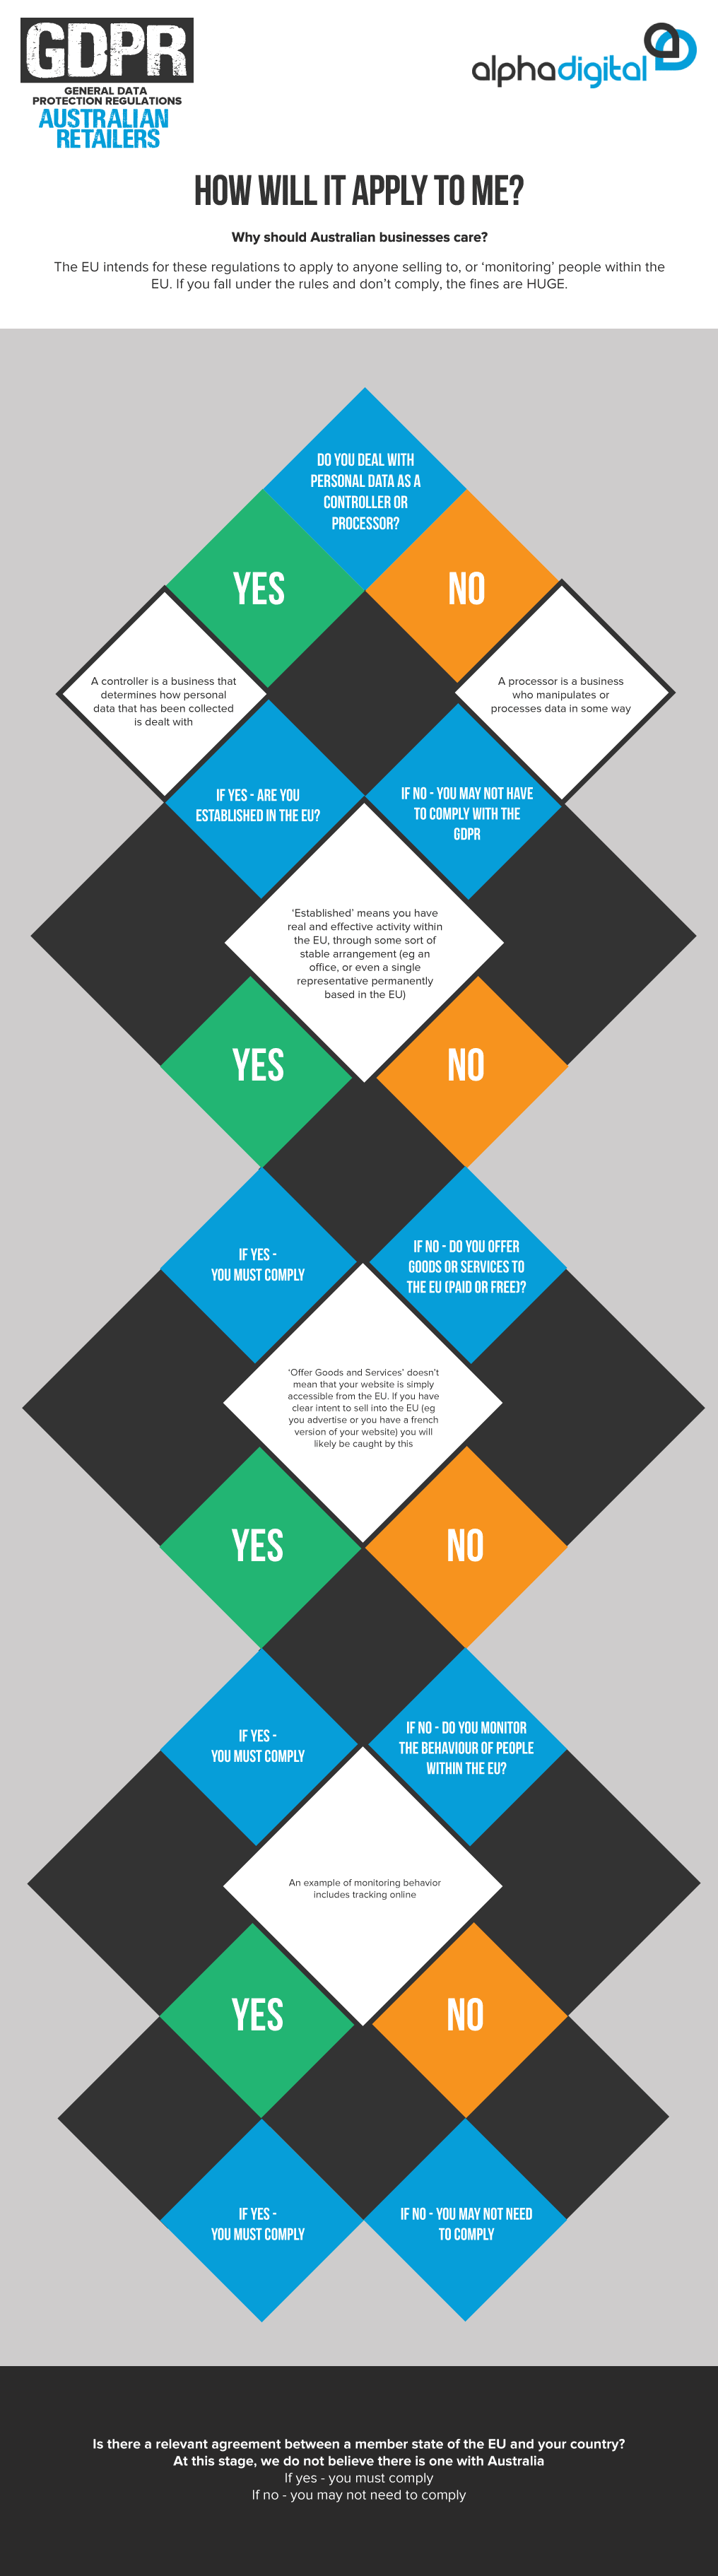 GDPR
GENERAL DATA
PROTECTION REGULATIONS
AUSTRALIAN
RETAILERS
alphadigital
HOW WILL IT APPLY TO ME?
Why should Australian businesses care?
The EU intends for these regulations to apply to anyone selling to, or ‘monitoring’ people within the
EU. If you fall under the rules and don’t comply, the fines are HUGE.
DO YOU DEAL WITH
PERSONAL DATA AS A
CONTROLLER OR
PROCESSOR?
YES
NO
A controller is a business that
determines how personal
data that has been collected
is dealt with
A processor is a business
who manipulates or
processes data in some way
IF YES - ARE YOU
ESTABLISHED IN THE EU?
IF NO - YOU MAY NOT HAVE
TO COMPLY WITH THE
GDPR
‘Established’ means you have
real and effective activity within
the EU, through some sort of
stable arrangement (eg an
office, or even a single
representative permanently
based in the EU)
YES
NO
IF YES -
YOU MUST COMPLY
IF NO - DO YOU OFFER
GOODS OR SERVICES TO
THE EU (PAID OR FREE)?
‘Offer Goods and Services’ doesn’t
mean that your website is simply
accessible from the EU. If you have
clear intent to sell into the EU (eg
you advertise or you have a french
version of your website) you will
likely be caught by this
YES
NO
IF YES -
YOU MUST COMPLY
IF NO - DO YOU MONITOR
THE BEHAVIOUR OF PEOPLE
WITHIN THE EU?
An example of monitoring behavior
includes tracking online
YES
NO
IF YES -
YOU MUST COMPLY
IF NO - YOU MAY NOT NEED
TO COMPLY
Is there a relevant agreement between a member state of the EU and your country?
At this stage, we do not believe there is one with Australia
If yes - you must comply
If no - you may not need to comply